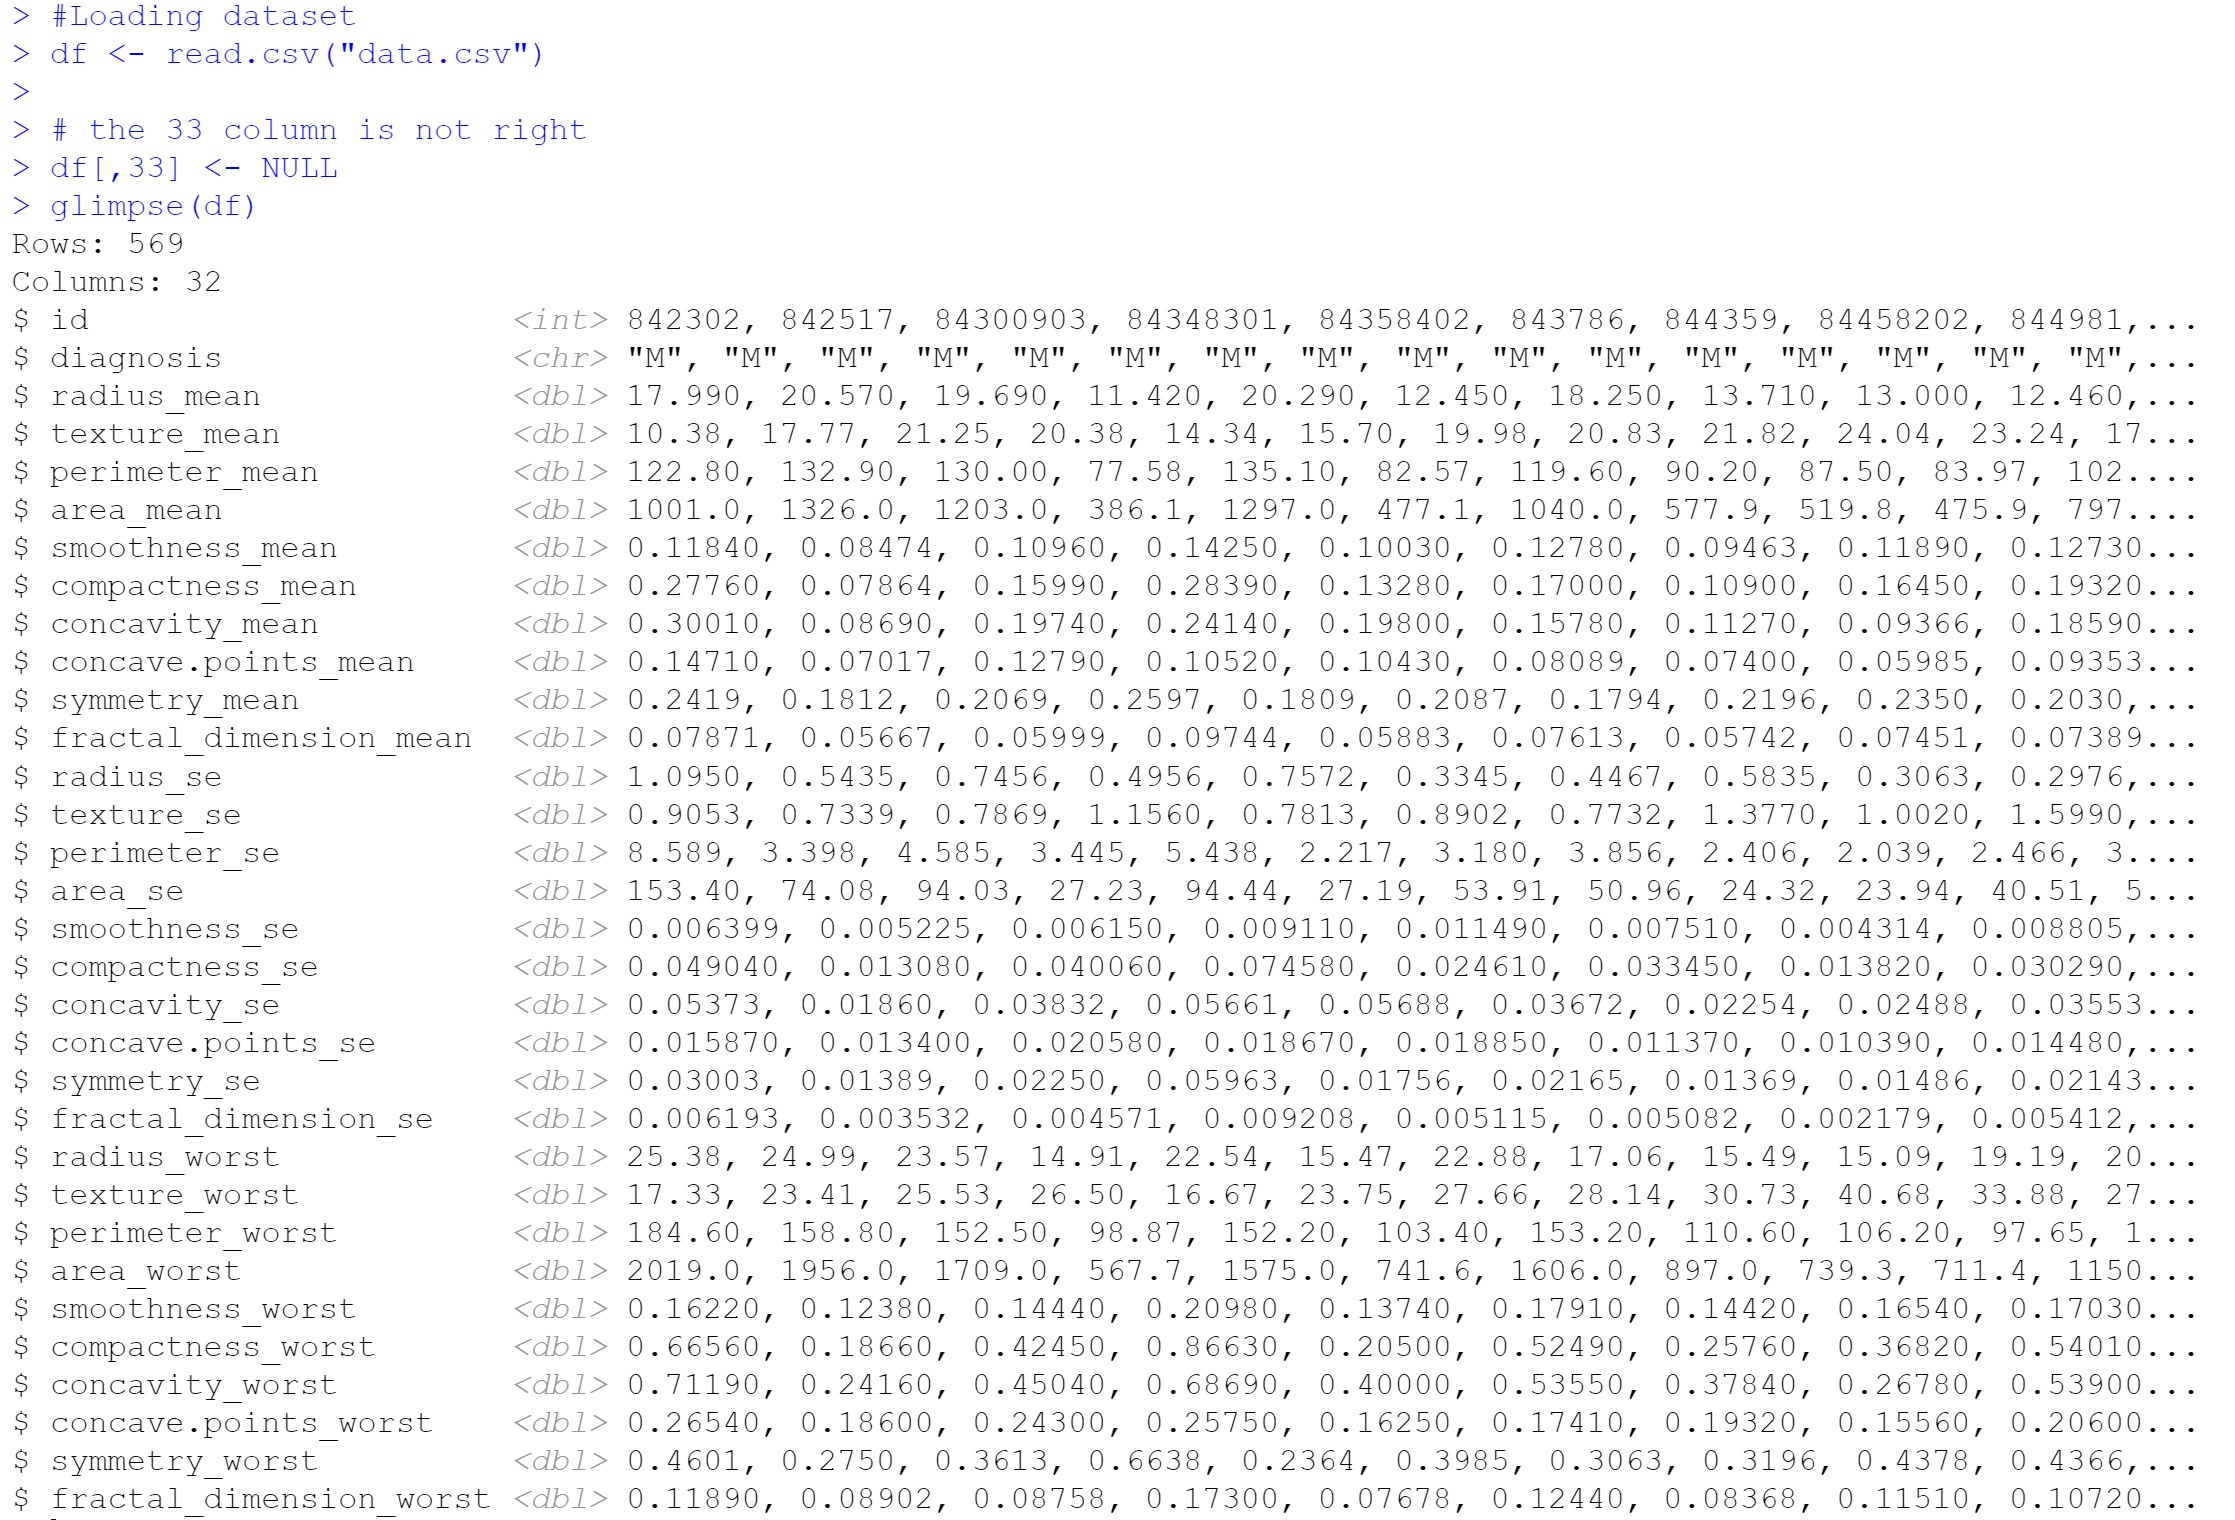 > #Loading dataset
> df <- read.csv("data.csv")
>
> # the 33 column is not right
> df[,33] <- NULL
> glimpse(df)
Rows: 569
Columns: 32
$ id                      <int> 842302, 842517, 84300903, 84348301, 84358402, 843786, 844359, 84458202, 844981,...
$ diagnosis               <chr> "M", "M", "M", "M", "M", "M", "M", "M", "M", "M", "M", "M", "M", "M", "M", "M",...
$ radius_mean             <dbl> 17.990, 20.570, 19.690, 11.420, 20.290, 12.450, 18.250, 13.710, 13.000, 12.460,...
$ texture_mean            <dbl> 10.38, 17.77, 21.25, 20.38, 14.34, 15.70, 19.98, 20.83, 21.82, 24.04, 23.24, 17...
$ perimeter_mean          <dbl> 122.80, 132.90, 130.00, 77.58, 135.10, 82.57, 119.60, 90.20, 87.50, 83.97, 102....
$ area_mean               <dbl> 1001.0, 1326.0, 1203.0, 386.1, 1297.0, 477.1, 1040.0, 577.9, 519.8, 475.9, 797....
$ smoothness_mean         <dbl> 0.11840, 0.08474, 0.10960, 0.14250, 0.10030, 0.12780, 0.09463, 0.11890, 0.12730...
$ compactness_mean        <dbl> 0.27760, 0.07864, 0.15990, 0.28390, 0.13280, 0.17000, 0.10900, 0.16450, 0.19320...
$ concavity_mean          <dbl> 0.30010, 0.08690, 0.19740, 0.24140, 0.19800, 0.15780, 0.11270, 0.09366, 0.18590...
$ concave.points_mean     <dbl> 0.14710, 0.07017, 0.12790, 0.10520, 0.10430, 0.08089, 0.07400, 0.05985, 0.09353...
$ symmetry_mean           <dbl> 0.2419, 0.1812, 0.2069, 0.2597, 0.1809, 0.2087, 0.1794, 0.2196, 0.2350, 0.2030,...
$ fractal_dimension_mean  <dbl> 0.07871, 0.05667, 0.05999, 0.09744, 0.05883, 0.07613, 0.05742, 0.07451, 0.07389...
$ radius_se               <dbl> 1.0950, 0.5435, 0.7456, 0.4956, 0.7572, 0.3345, 0.4467, 0.5835, 0.3063, 0.2976,...
$ texture_se              <dbl> 0.9053, 0.7339, 0.7869, 1.1560, 0.7813, 0.8902, 0.7732, 1.3770, 1.0020, 1.5990,...
$ perimeter_se            <dbl> 8.589, 3.398, 4.585, 3.445, 5.438, 2.217, 3.180, 3.856, 2.406, 2.039, 2.466, 3....
$ area_se                 <dbl> 153.40, 74.08, 94.03, 27.23, 94.44, 27.19, 53.91, 50.96, 24.32, 23.94, 40.51, 5...
$ smoothness_se           <dbl> 0.006399, 0.005225, 0.006150, 0.009110, 0.011490, 0.007510, 0.004314, 0.008805,...
$ compactness_se          <dbl> 0.049040, 0.013080, 0.040060, 0.074580, 0.024610, 0.033450, 0.013820, 0.030290,...
$ concavity_se            <dbl> 0.05373, 0.01860, 0.03832, 0.05661, 0.05688, 0.03672, 0.02254, 0.02488, 0.03553...
$ concave.points_se       <dbl> 0.015870, 0.013400, 0.020580, 0.018670, 0.018850, 0.011370, 0.010390, 0.014480,...
$ symmetry_se             <dbl> 0.03003, 0.01389, 0.02250, 0.05963, 0.01756, 0.02165, 0.01369, 0.01486, 0.02143...
$ fractal_dimension_se    <dbl> 0.006193, 0.003532, 0.004571, 0.009208, 0.005115, 0.005082, 0.002179, 0.005412,...
$ radius_worst            <dbl> 25.38, 24.99, 23.57, 14.91, 22.54, 15.47, 22.88, 17.06, 15.49, 15.09, 19.19, 20...
$ texture_worst           <dbl> 17.33, 23.41, 25.53, 26.50, 16.67, 23.75, 27.66, 28.14, 30.73, 40.68, 33.88, 27...
$ perimeter_worst         <dbl> 184.60, 158.80, 152.50, 98.87, 152.20, 103.40, 153.20, 110.60, 106.20, 97.65, 1...
$ area_worst              <dbl> 2019.0, 1956.0, 1709.0, 567.7, 1575.0, 741.6, 1606.0, 897.0, 739.3, 711.4, 1150...
$ smoothness_worst        <dbl> 0.16220, 0.12380, 0.14440, 0.20980, 0.13740, 0.17910, 0.14420, 0.16540, 0.17030...
$ compactness_worst       <dbl> 0.66560, 0.18660, 0.42450, 0.86630, 0.20500, 0.52490, 0.25760, 0.36820, 0.54010...
$ concavity_worst         <dbl> 0.71190, 0.24160, 0.45040, 0.68690, 0.40000, 0.53550, 0.37840, 0.26780, 0.53900...
$ concave.points_worst    <dbl> 0.26540, 0.18600, 0.24300, 0.25750, 0.16250, 0.17410, 0.19320, 0.15560, 0.20600...
$ symmetry_worst          <dbl> 0.4601, 0.2750, 0.3613, 0.6638, 0.2364, 0.3985, 0.3063, 0.3196, 0.4378, 0.4366,...
$ fractal_dimension_worst <dbl> 0.11890, 0.08902, 0.08758, 0.17300, 0.07678, 0.12440, 0.08368, 0.11510, 0.10720...